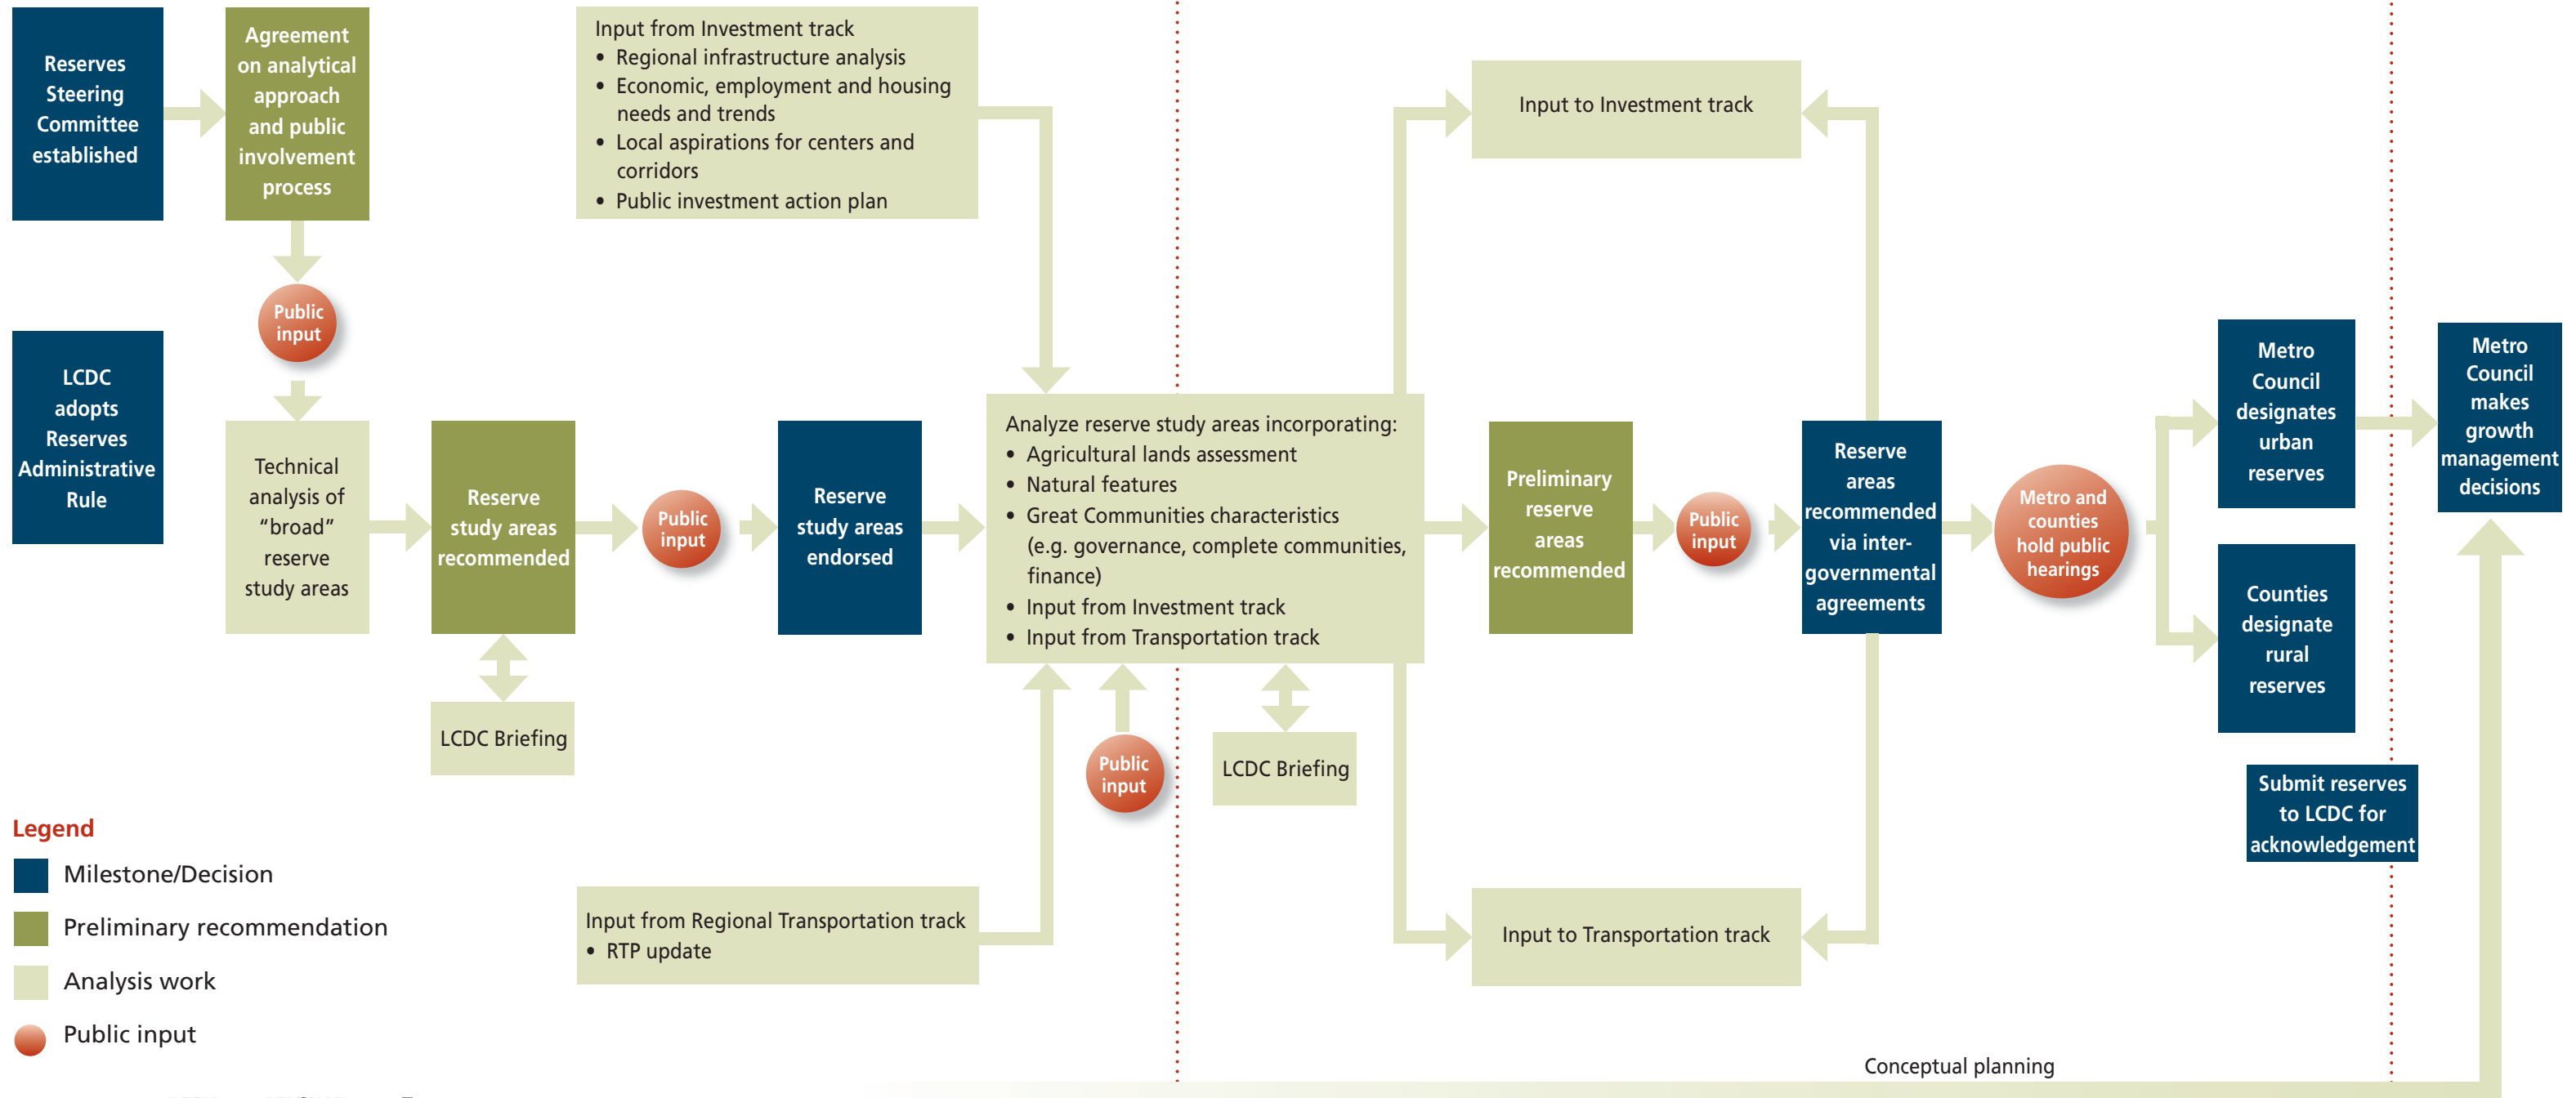 Reserves
Steering
Committee
established
Agreement
on analytical
approach
and public
involvement
process
Public
input
LCDC
adopts
Reserves
Administrative
Rule
Technical
analysis of
“broad”
reserve
study areas
Reserve
study areas
recommended
LCDC Briefing
Public
input
Reserve
study areas
endorsed
Input from Investment track
• Regional infrastructure analysis
• Economic, employment and housing
needs and trends
• Local aspirations for centers and
corridors
• Public investment action plan
Analyze reserve study areas incorporating:
• Agricultural lands assessment
• Natural features
• Great Communities characteristics
(e.g. governance, complete communities,
finance)
• Input from Investment track
• Input from Transportation track
Input from Regional Transportation track
• RTP update
Public
input
LCDC Briefing
Input to Investment track
Preliminary
reserve
areas
recommended
Public
input
Reserve
areas
recommended
via inter-
governmental
agreements
Input to Transportation track
Metro and
counties
hold public
hearings
Metro
Council
designates
urban
reserves
Counties
designate
rural
reserves
Submit reserves
to LCDC for
acknowledgement
Metro
Council
makes
growth
management
decisions
Conceptual planning
Legend
Milestone/Decision
Preliminary recommendation
Analysis work
Public input